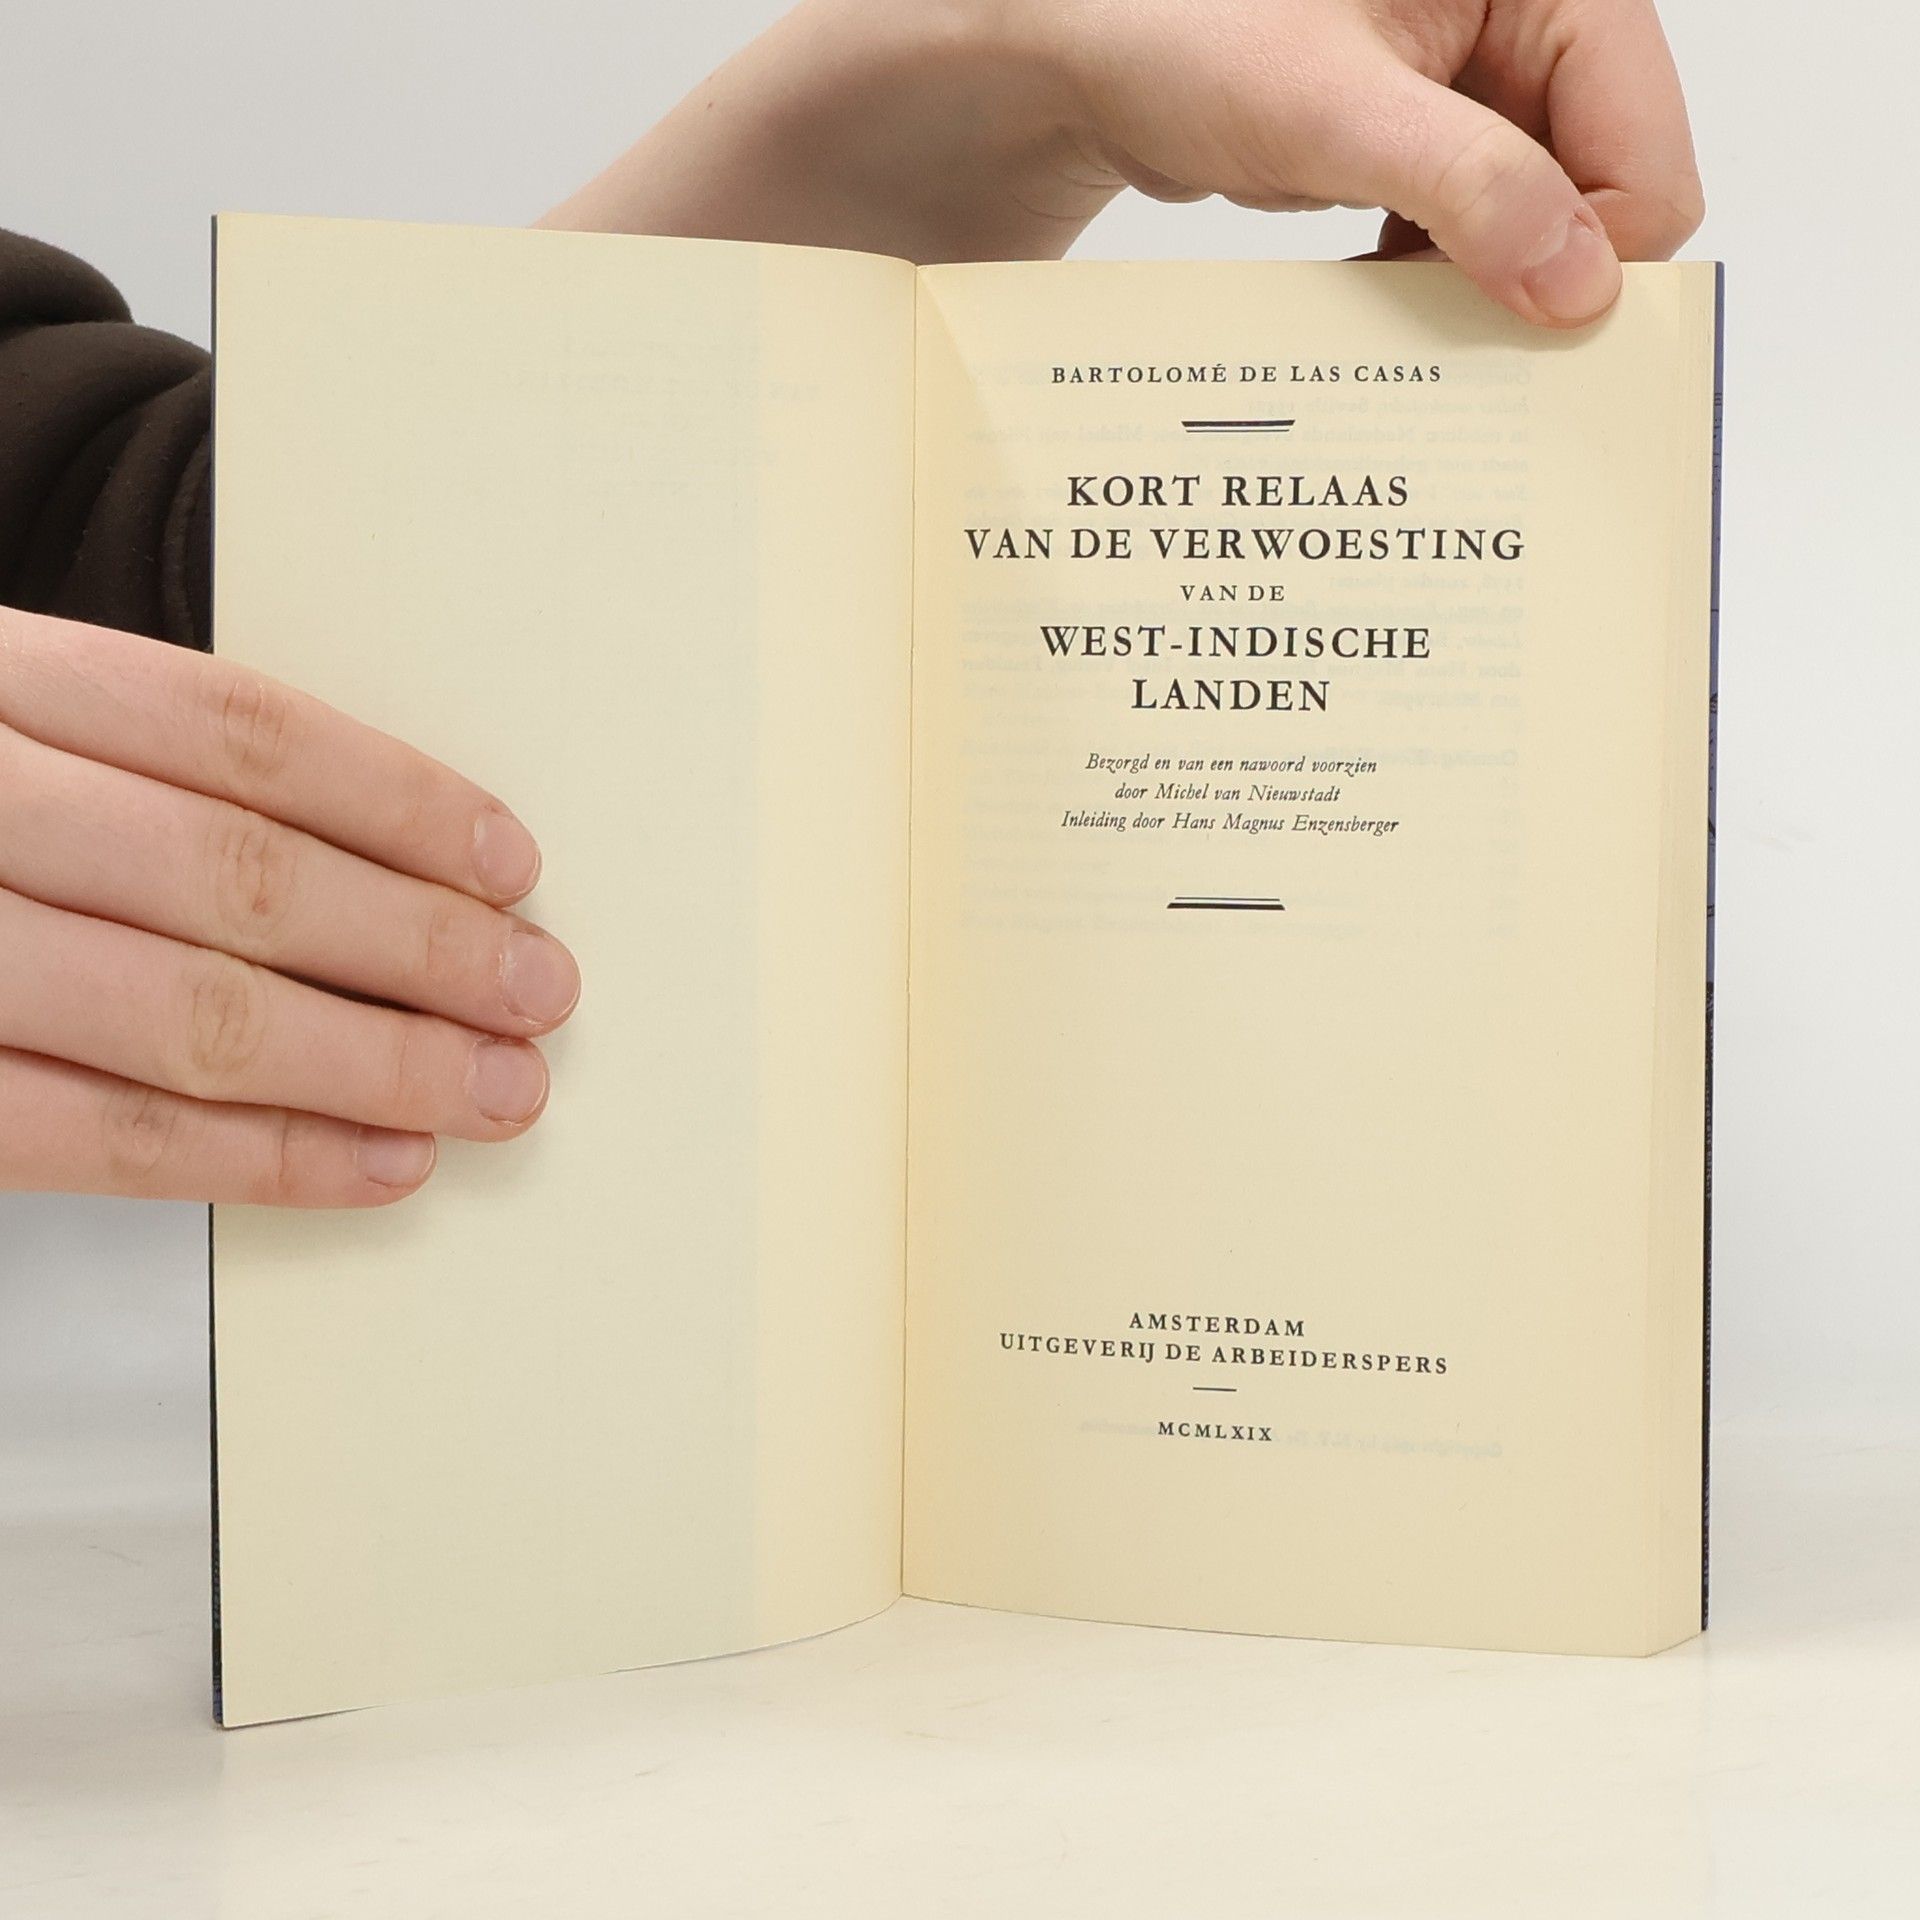 BARTOLOMÉ DE LAS CASAS
KORT RELAAS
VAN DE VERWOESTING
VAN DE
WEST-INDISCHE
LANDEN
Bezorgd en van een nawoord voorzien
door Michel van Nieuwstadt
Inleiding door Hans Magnus Enzensberger
AMSTERDAM
UITGEVERIJ DE ARBEIDERSPERS
MCMLXIX